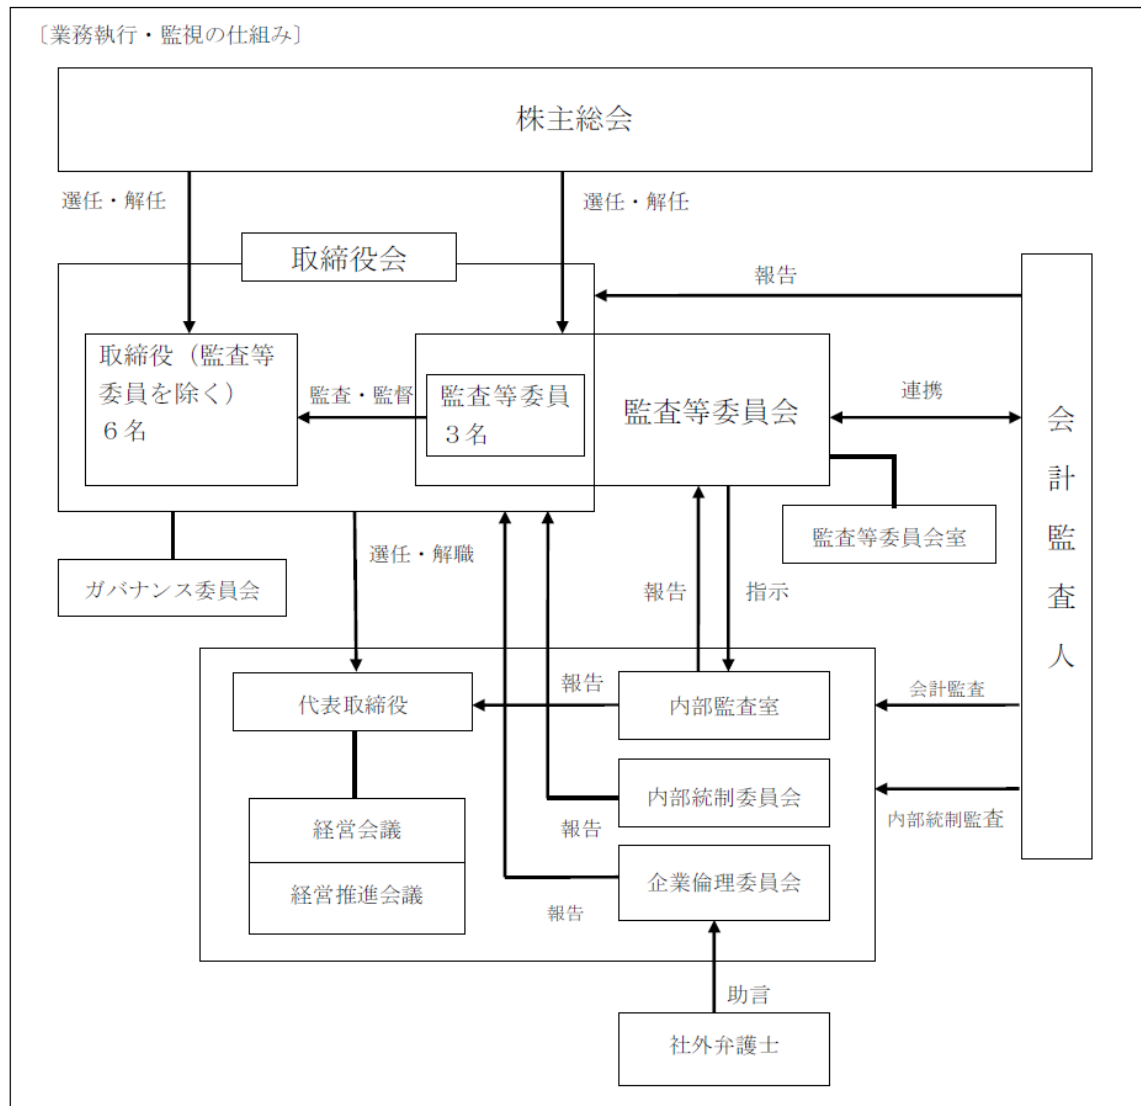 〔業務執行・監視の仕組み〕
株主総会
選任・解任
選任・解任
取締役会
報告
取締役（監査等
委員を除く）
６名
監査・監督
監査等委員
３名
監査等委員会
連携
会計監査人
監査等委員会室
ガバナンス委員会
選任・解職
報告
指示
代表取締役
報告
内部監査室
会計監査
内部統制委員会
報告
内部統制監査
経営会議
経営推進会議
企業倫理委員会
報告
助言
社外弁護士